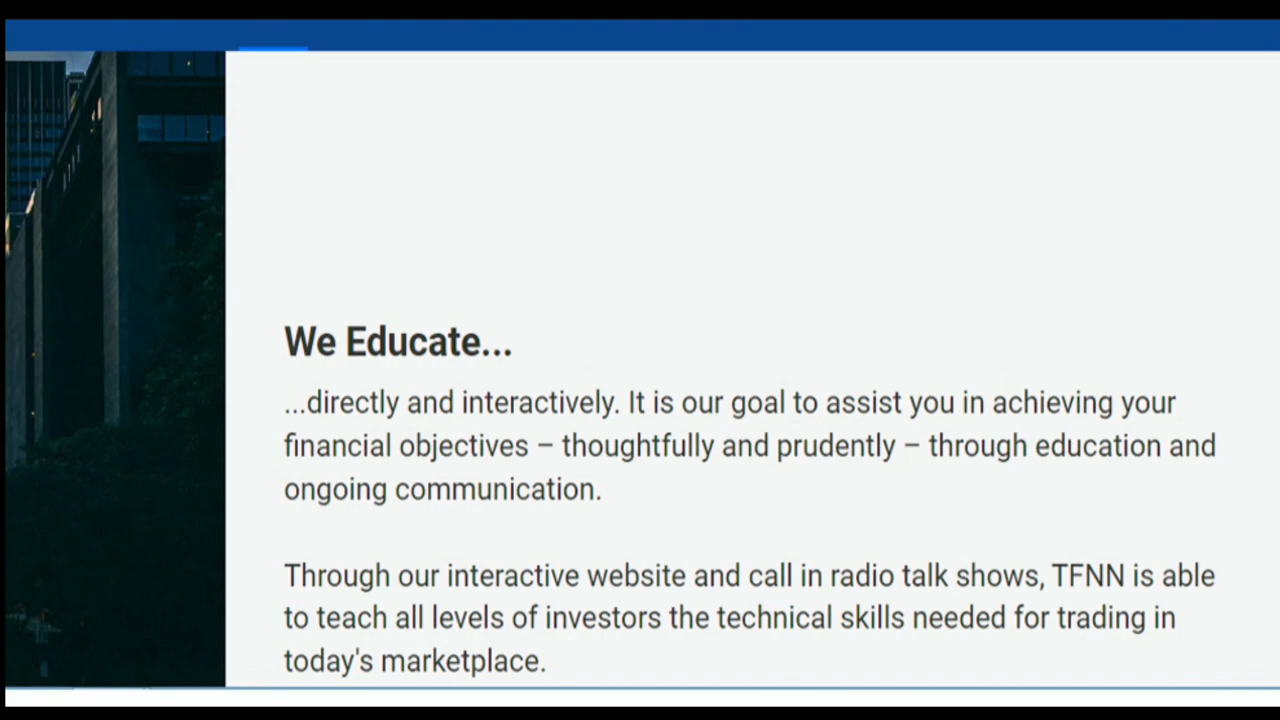 We Educate...
...directly and interactively. It is our goal to assist you in achieving your
financial objectives – thoughtfully and prudently – through education and
ongoing communication.
Through our interactive website and call in radio talk shows, TFNN is able
to teach all levels of investors the technical skills needed for trading in
today's marketplace.